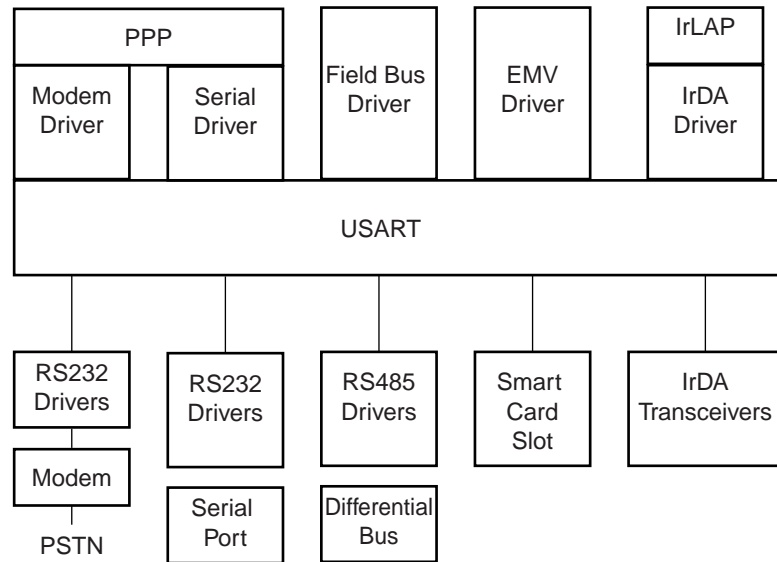 PPP
Modem
Driver
Serial
Driver
Field Bus
Driver
EMV
Driver
IrLAP
IrDA
Driver
USART
RS232
Drivers
Modem
PSTN
RS232
Drivers
Serial
Port
RS485
Drivers
Differential
Bus
Smart
Card
Slot
IrDA
Transceivers